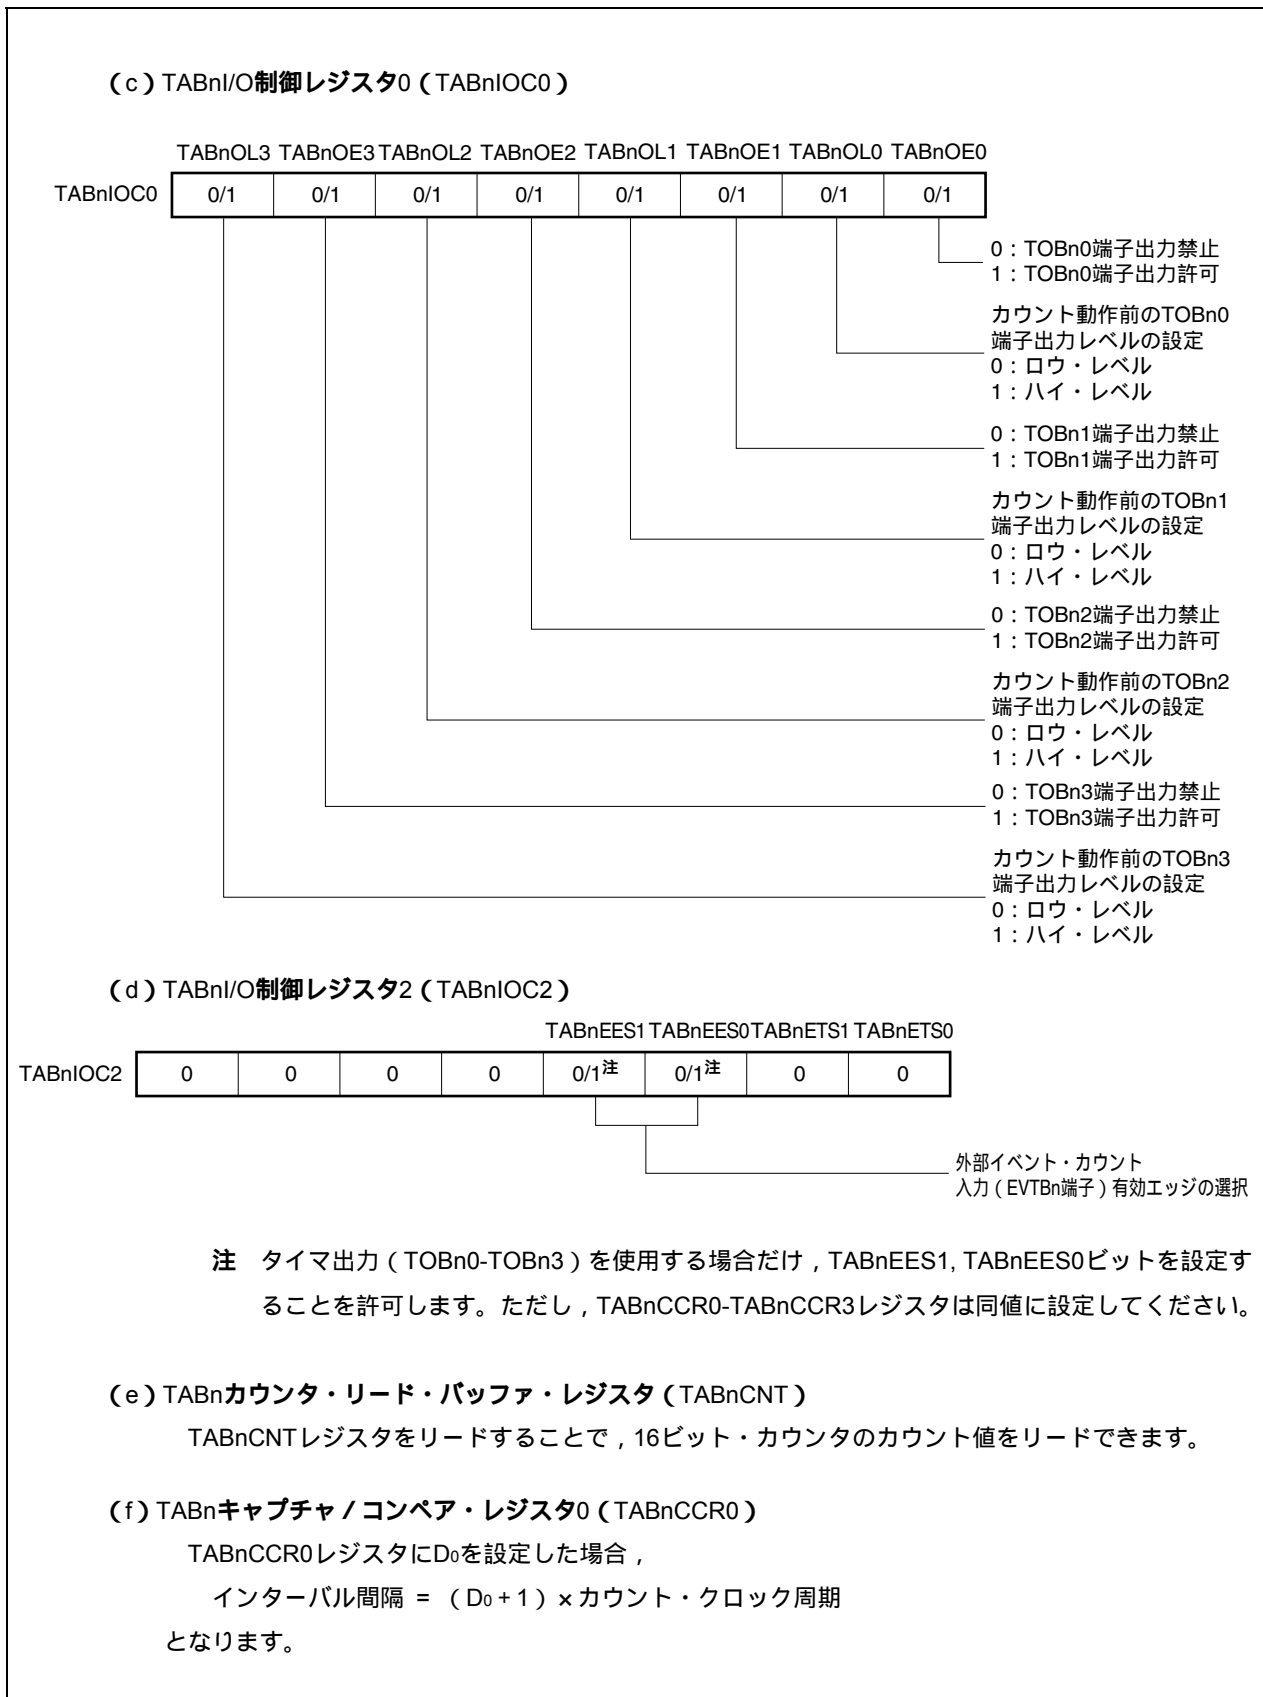 (c)TABnI/O制御レジスタ0(TABnIOC0)
TABnOL3 TABnOE3 TABnOL2 TABnOE2 TABnOL1 TABnOE1 TABnOL0 TABnOE0
TABnIOC0 0/1 0/1 0/1 0/1 0/1 0/1 0/1 0/1
0:TOBn0端子出力禁止
1:TOBn0端子出力許可
カウント動作前のTOBn0
端子出力レベルの設定
0:ロウ・レベル
1:ハイ・レベル
0:TOBn1端子出力禁止
1:TOBn1端子出力許可
カウント動作前のTOBn1
端子出力レベルの設定
0:ロウ・レベル
1:ハイ・レベル
0:TOBn2端子出力禁止
1:TOBn2端子出力許可
カウント動作前のTOBn2
端子出力レベルの設定
0:ロウ・レベル
1:ハイ・レベル
0:TOBn3端子出力禁止
1:TOBn3端子出力許可
カウント動作前のTOBn3
端子出力レベルの設定
0:ロウ・レベル
1:ハイ・レベル
(d)TABnI/O制御レジスタ2(TABnIOC2)
TABnEES1 TABnEES0 TABnETS1 TABnETS0
TABnIOC2 0 0 0 0 0/1注 0/1注 0 0
外部イベント・カウント
入力(EVTBn端子)有効エッジの選択
注 タイマ出力(TOBn0-TOBn3)を使用する場合だけ,TABnEES1, TABnEES0ビットを設定す
ることを許可します。ただし,TABnCCR0-TABnCCR3レジスタは同値に設定してください。
(e)TABnカウンタ・リード・バッファ・レジスタ(TABnCNT)
TABnCNTレジスタをリードすることで,16ビット・カウンタのカウント値をリードできます。
(f)TABnキャプチャ/コンペア・レジスタ0(TABnCCR0)
TABnCCR0レジスタにD₀を設定した場合,
インターバル間隔 = (D₀+1)×カウント・クロック周期
となります。